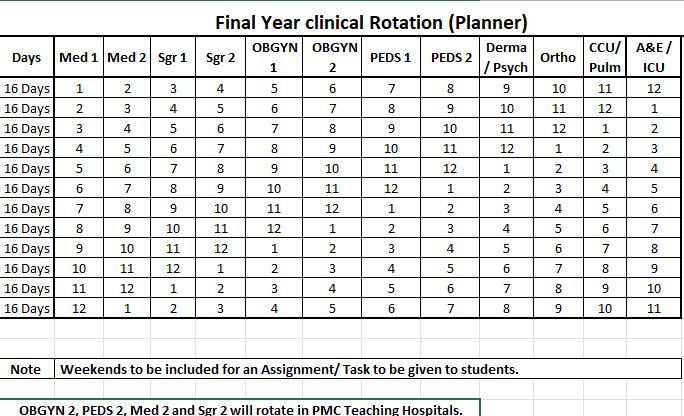 Final Year clinical Rotation (Planner)
Days Med 1 Med 2 Sgr 1 Sgr 2 OBGYN 1 OBGYN 2 PEDS 1 PEDS 2 Derma / Psych Ortho CCU/ Pulm A&E / ICU
16 Days 1 2 3 4 5 6 7 8 9 10 11 12
16 Days 2 3 4 5 6 7 8 9 10 11 12 1
16 Days 3 4 5 6 7 8 9 10 11 12 1 2
16 Days 4 5 6 7 8 9 10 11 12 1 2 3
16 Days 5 6 7 8 9 10 11 12 1 2 3 4
16 Days 6 7 8 9 10 11 12 1 2 3 4 5
16 Days 7 8 9 10 11 12 1 2 3 4 5 6
16 Days 8 9 10 11 12 1 2 3 4 5 6 7
16 Days 9 10 11 12 1 2 3 4 5 6 7 8
16 Days 10 11 12 1 2 3 4 5 6 7 8 9
16 Days 11 12 1 2 3 4 5 6 7 8 9 10
16 Days 12 1 2 3 4 5 6 7 8 9 10 11
Note Weekends to be included for an Assignment/ Task to be given to students.
OBGYN 2, PEDS 2, Med 2 and Sgr 2 will rotate in PMC Teaching Hospitals.